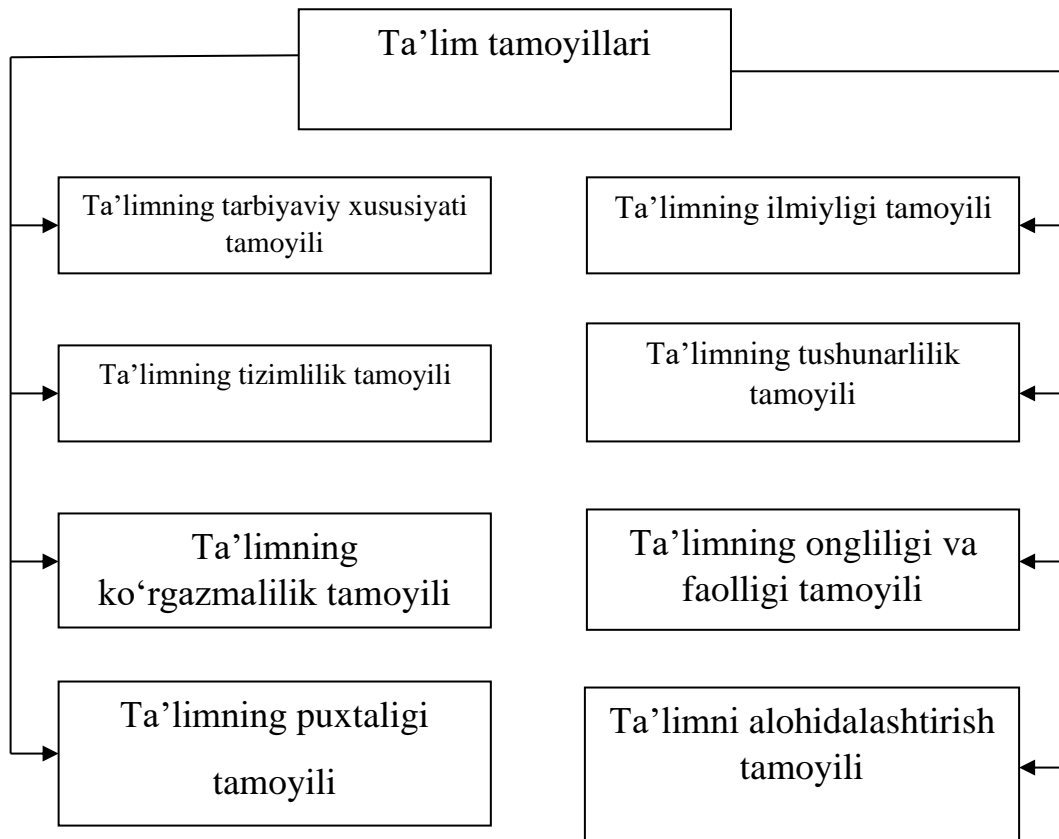 Ta’lim tamoyillari
Ta’limning tarbiyaviy xususiyati
tamoyili
Ta’limning ilmiyligi tamoyili
Ta’limning tizimlilik tamoyili
Ta’limning tushunarlilik
tamoyili
Ta’limning
ko‘rgazmalilik tamoyili
Ta’limning ongliligi va
faolligi tamoyili
Ta’limning puxtaligi
tamoyili
Ta’limni alohidalashtirish
tamoyili